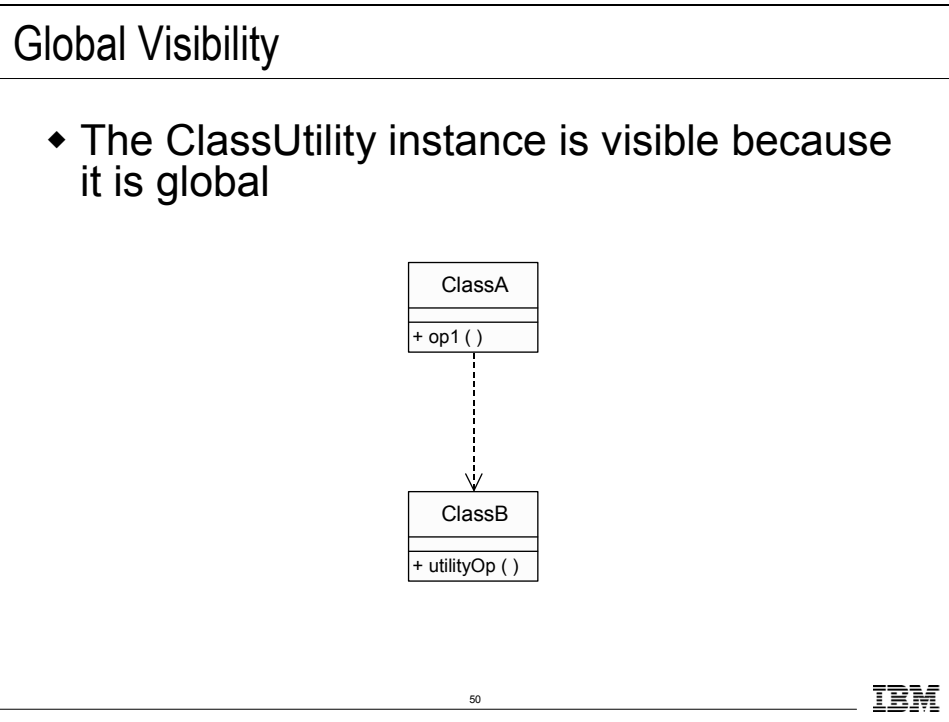 Global Visibility
◆ The ClassUtility instance is visible because
it is global
ClassA
+ op1 ( )
ClassB
+ utilityOp ( )
50
IBM